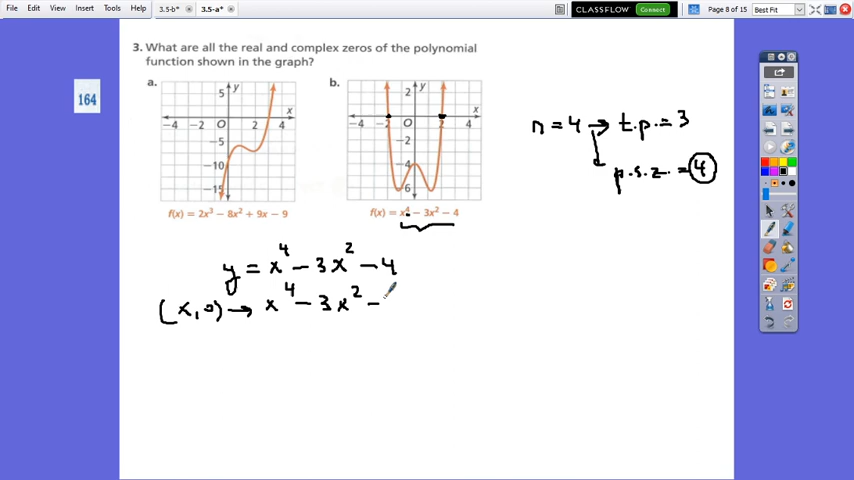 File Edit View Insert Tools Help
3.5-b*
3.5-a*
CLASSFLOW Connect
Page 8 of 15
Best Fit
3. What are all the real and complex zeros of the polynomial
function shown in the graph?
164
a.
5 y
x
-4 -2 O 2 4
-5
-10
-15
f(x) = 2x³ − 8x² + 9x − 9
b.
2 y
x
-4 -2 O 2 4
-2
-4
6
f(x) = x⁴ − 3x² − 4
n = 4 → t.p. = 3
p.s.z. = 4
y = x⁴ − 3x² − 4
(x, 0) → x⁴ − 3x² −